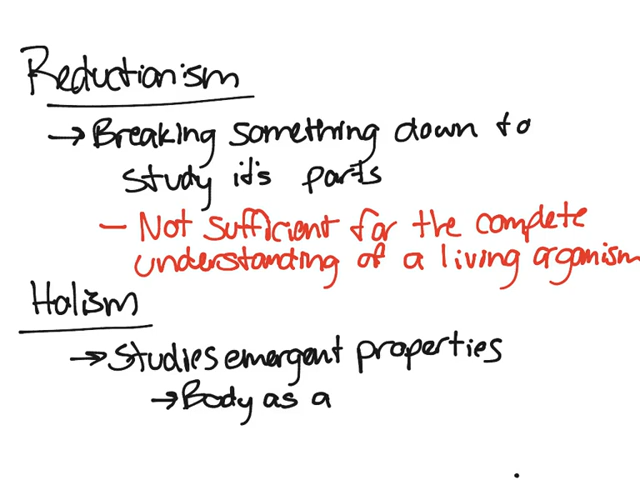 Reductionism
→ Breaking something down to
study it's parts
- Not sufficient for the complete
understanding of a living organism
Holism
→ Studies emergent properties
→ Body as a